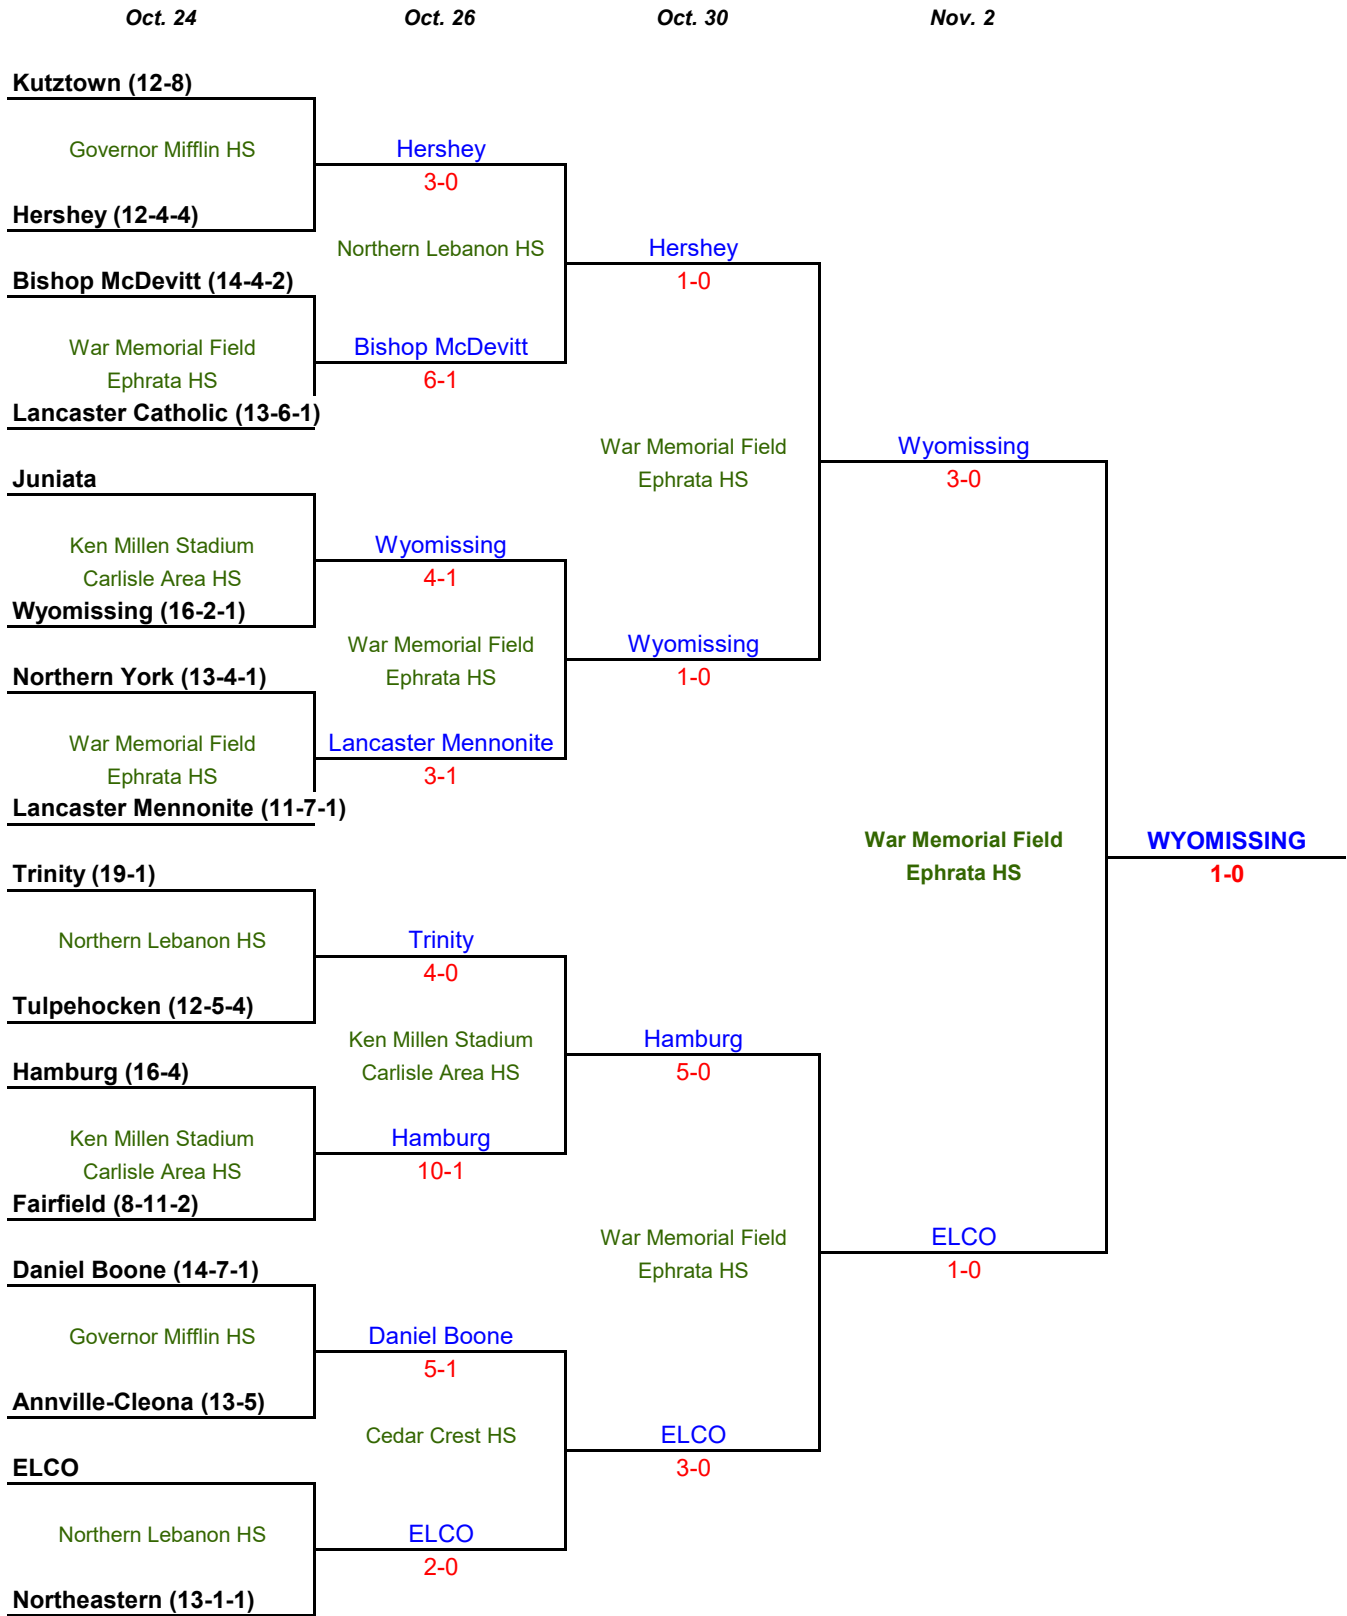 Oct. 24 Oct. 26 Oct. 30 Nov. 2
Kutztown (12-8)
Governor Mifflin HS
Hershey (12-4-4)
Bishop McDevitt (14-4-2)
War Memorial Field
Ephrata HS
Lancaster Catholic (13-6-1)
Juniata
Ken Millen Stadium
Carlisle Area HS
Wyomissing (16-2-1)
Northern York (13-4-1)
War Memorial Field
Ephrata HS
Lancaster Mennonite (11-7-1)
Trinity (19-1)
Northern Lebanon HS
Tulpehocken (12-5-4)
Hamburg (16-4)
Ken Millen Stadium
Carlisle Area HS
Fairfield (8-11-2)
Daniel Boone (14-7-1)
Governor Mifflin HS
Annville-Cleona (13-5)
ELCO
Northern Lebanon HS
Northeastern (13-1-1)
Hershey
3-0
Northern Lebanon HS
Bishop McDevitt
6-1
Wyomissing
4-1
War Memorial Field
Ephrata HS
Lancaster Mennonite
3-1
Trinity
4-0
Ken Millen Stadium
Carlisle Area HS
Hamburg
10-1
Daniel Boone
5-1
Cedar Crest HS
ELCO
2-0
Hershey
1-0
War Memorial Field
Ephrata HS
Wyomissing
1-0
Hamburg
5-0
War Memorial Field
Ephrata HS
ELCO
3-0
Wyomissing
3-0
War Memorial Field
Ephrata HS
ELCO
1-0
WYOMISSING
1-0